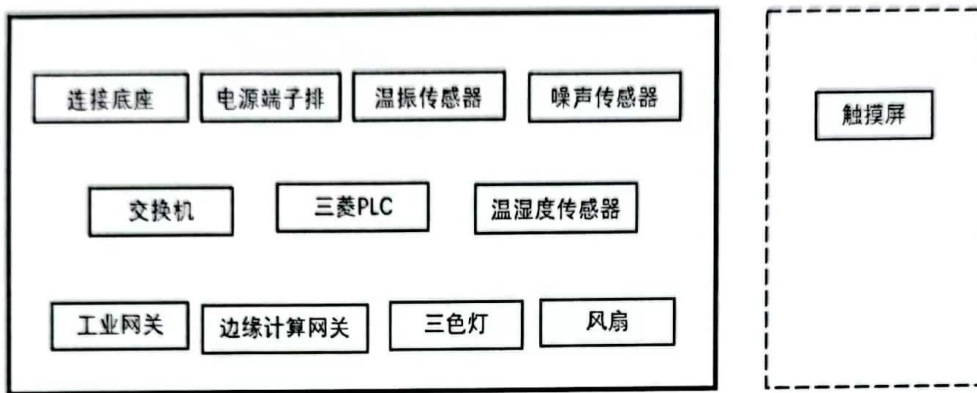 连接底座 电源端子排 温振传感器 噪声传感器
触摸屏
交换机 三菱PLC 温湿度传感器
工业网关 边缘计算网关 三色灯 风扇